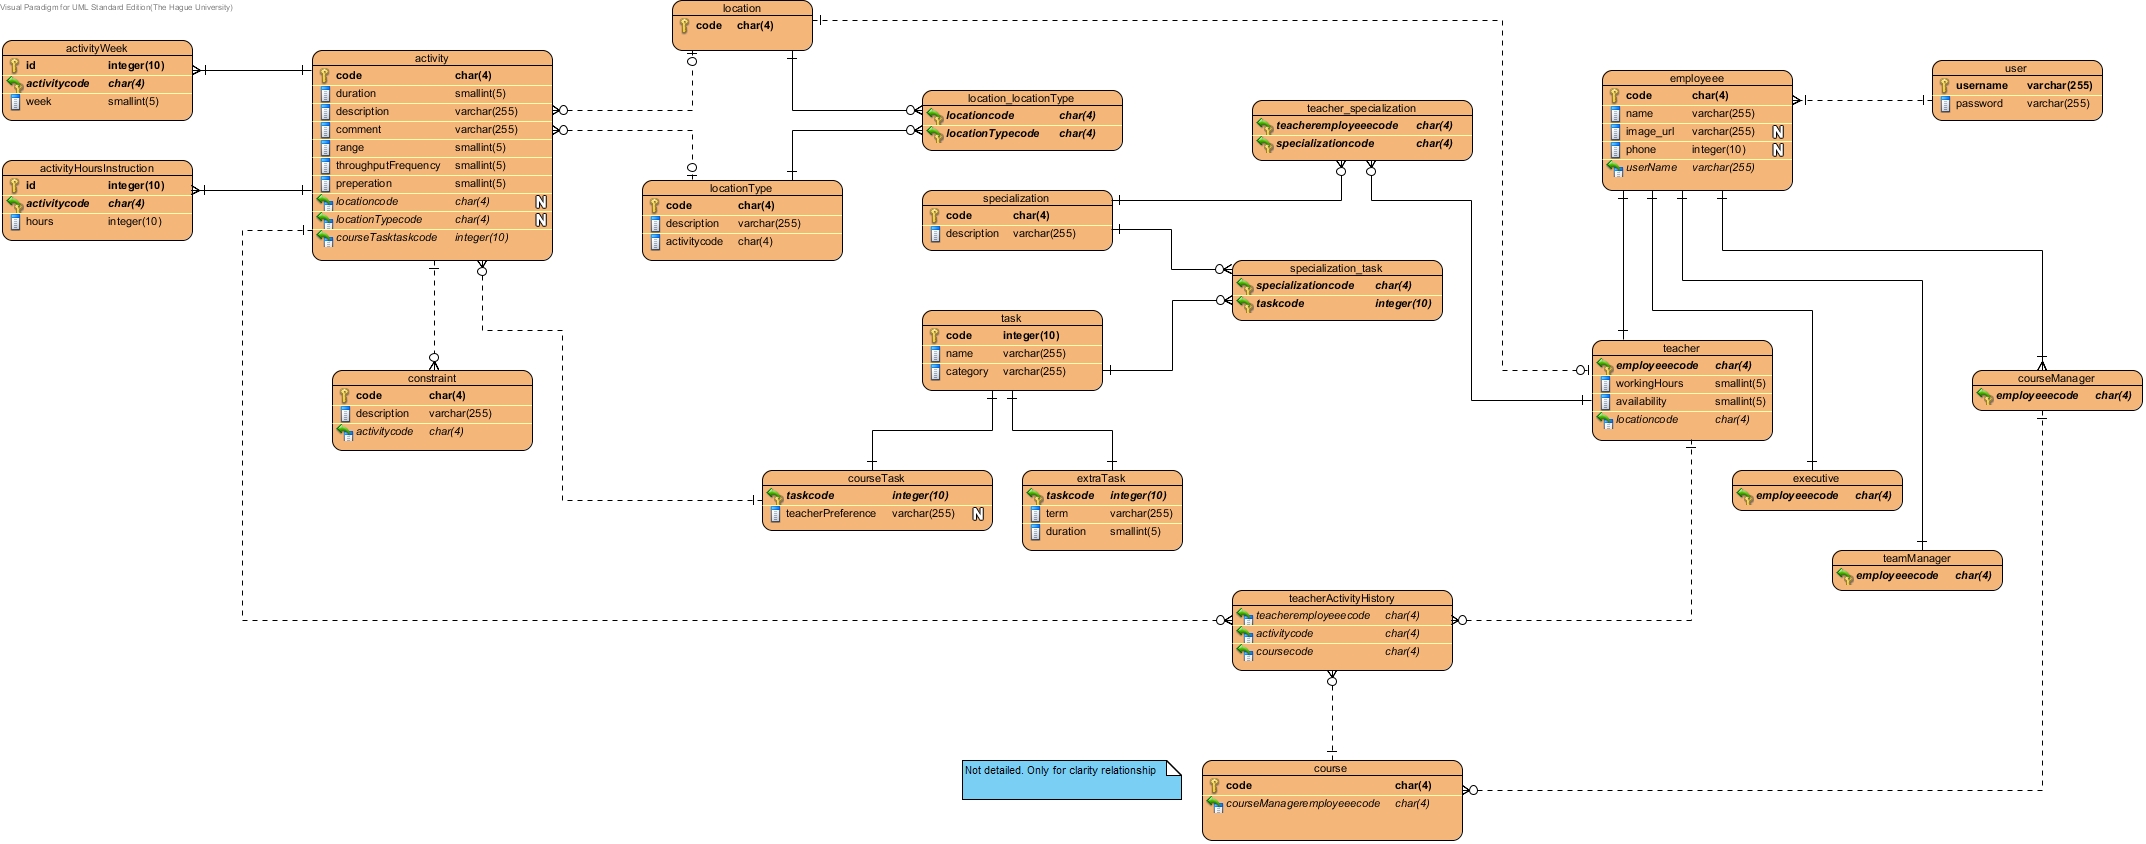 Visual Paradigm for UML Standard Edition(The Hague University)
location
code char(4)
activityWeek
id integer(10)
activitycode char(4)
week smallint(5)
activity
code char(4)
duration smallint(5)
description varchar(255)
comment varchar(255)
range smallint(5)
throughputFrequency smallint(5)
preperation smallint(5)
locationcode char(4) N
locationTypecode char(4) N
courseTasktaskcode integer(10)
activityHoursInstruction
id integer(10)
activitycode char(4)
hours integer(10)
location_locationType
locationcode char(4)
locationTypecode char(4)
locationType
code char(4)
description varchar(255)
activitycode char(4)
teacher_specialization
teacheremployeeecode char(4)
specializationcode char(4)
specialization
code char(4)
description varchar(255)
specialization_task
specializationcode char(4)
taskcode integer(10)
task
code integer(10)
name varchar(255)
category varchar(255)
employeee
code char(4)
name varchar(255)
image_url varchar(255) N
phone integer(10) N
userName varchar(255)
user
username varchar(255)
password varchar(255)
teacher
employeeecode char(4)
workingHours smallint(5)
availability smallint(5)
locationcode char(4)
courseManager
employeeecode char(4)
constraint
code char(4)
description varchar(255)
activitycode char(4)
courseTask
taskcode integer(10)
teacherPreference varchar(255) N
extraTask
taskcode integer(10)
term varchar(255)
duration smallint(5)
executive
employeeecode char(4)
teamManager
employeeecode char(4)
teacherActivityHistory
teacheremployeeecode char(4)
activitycode char(4)
coursecode char(4)
Not detailed. Only for clarity relationship
course
code char(4)
courseManageremployeeecode char(4)